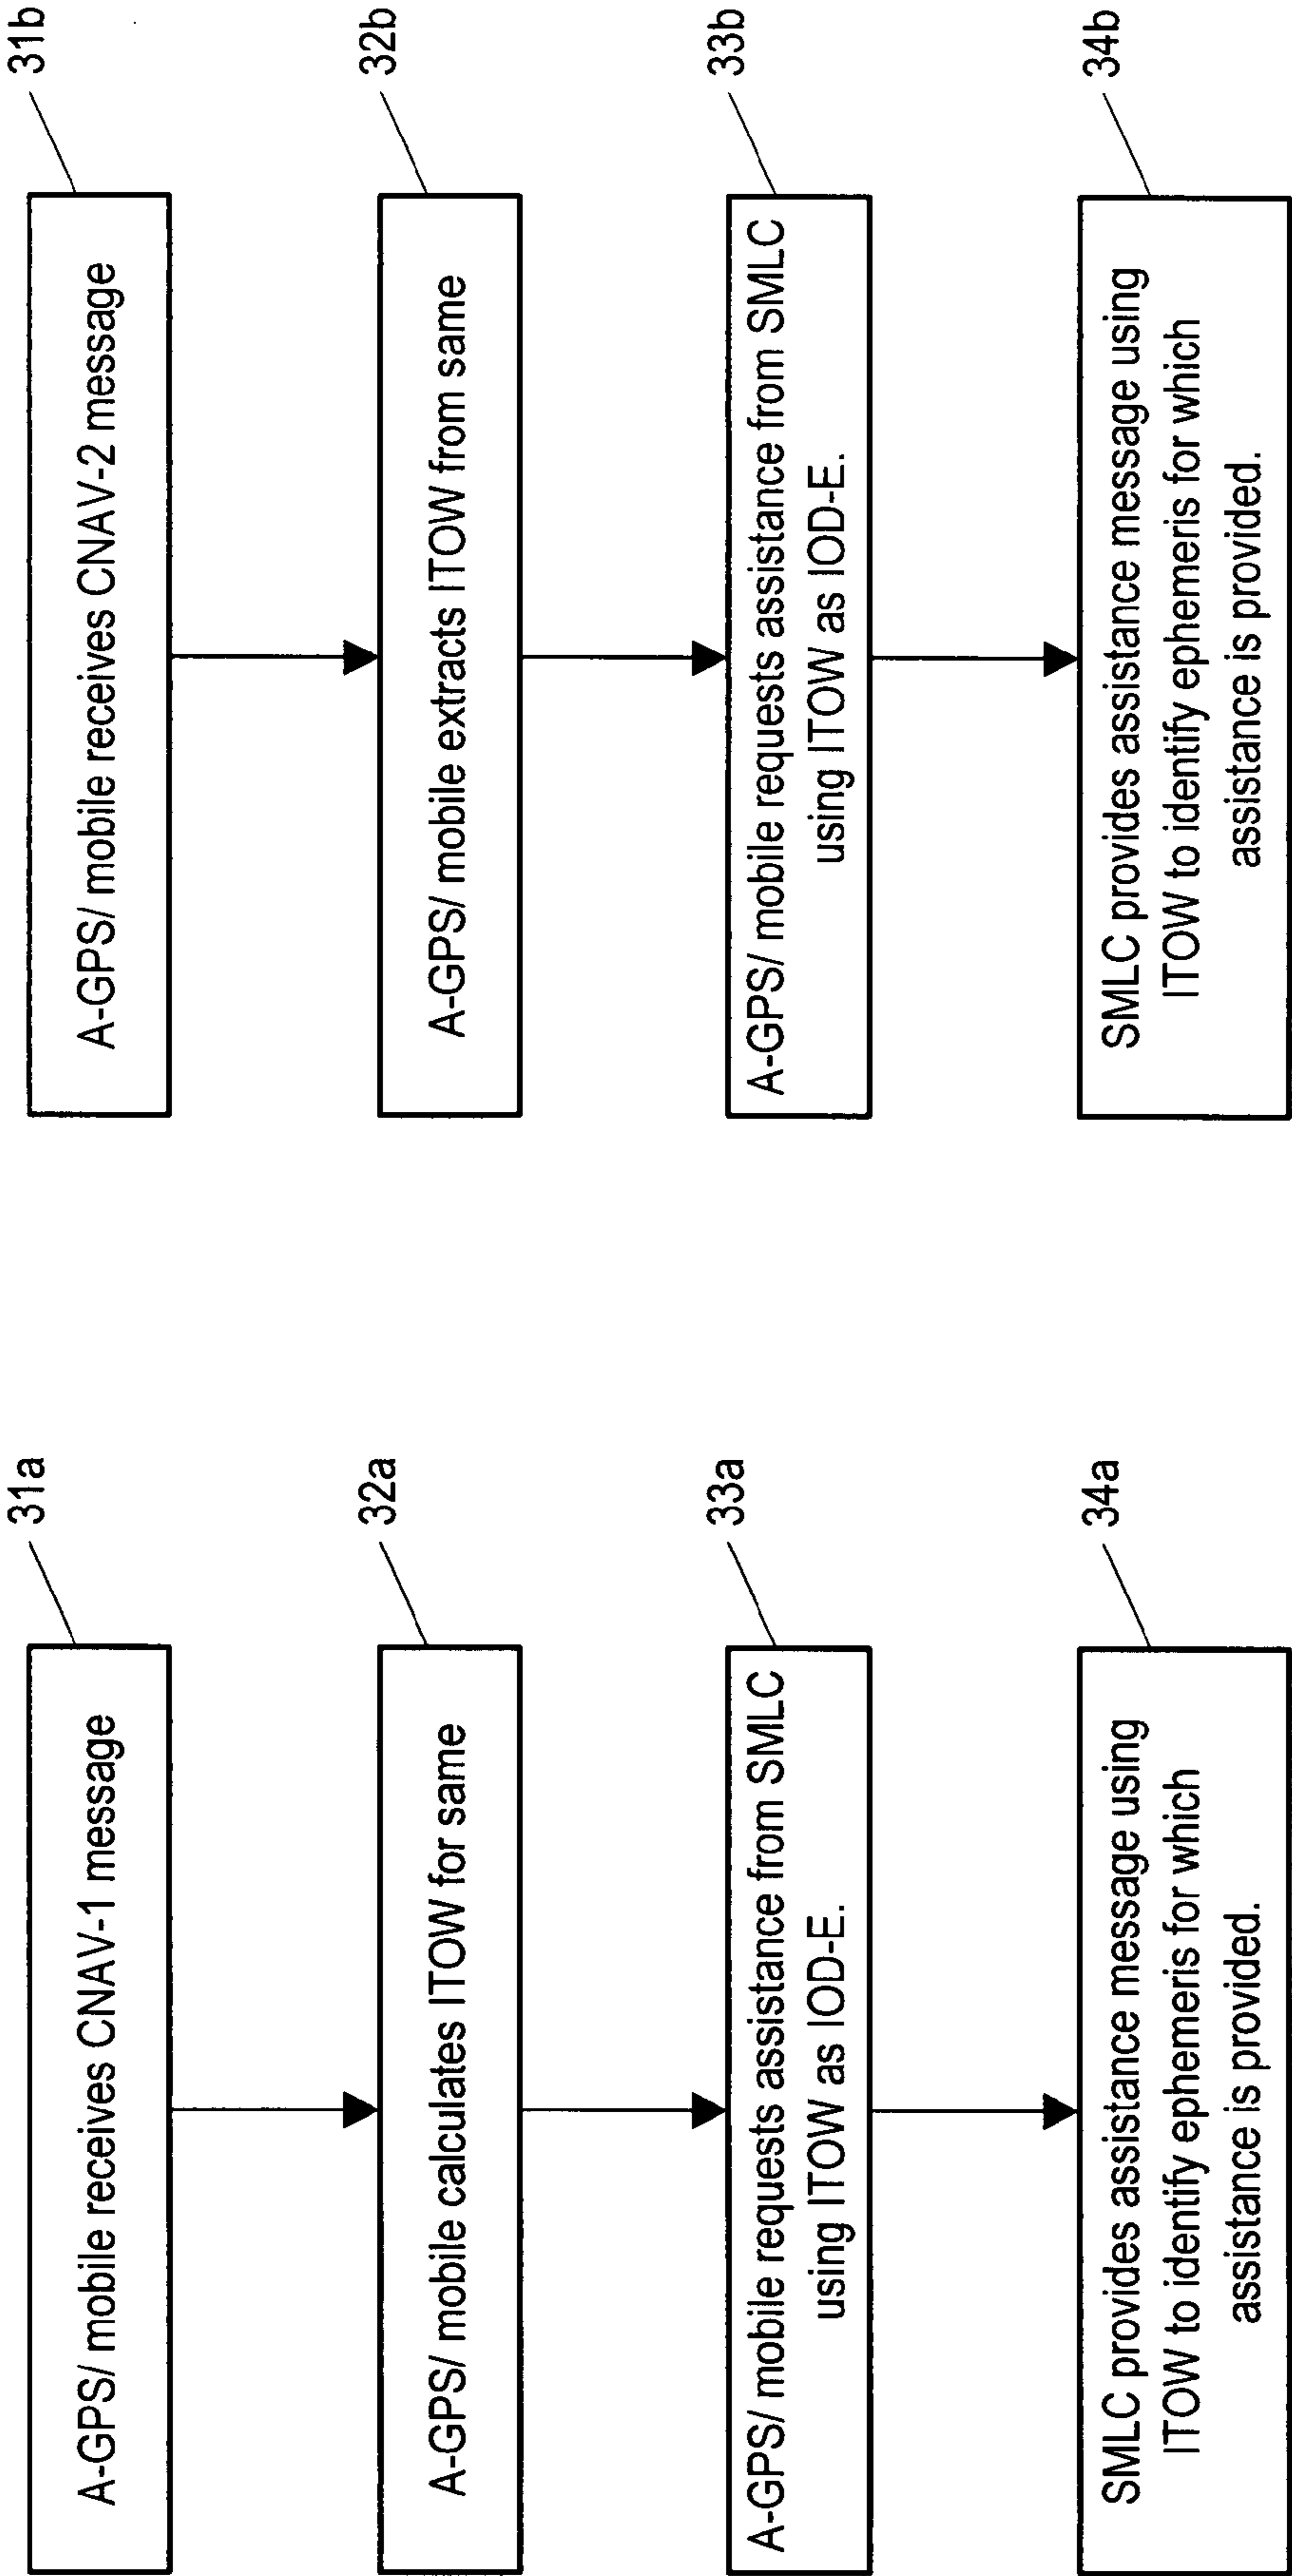 31a
A-GPS/ mobile receives CNAV-1 message
32a
A-GPS/ mobile calculates ITOW for same
33a
A-GPS/ mobile requests assistance from SMLC
using ITOW as IOD-E.
34a
SMLC provides assistance message using
ITOW to identify ephemeris for which
assistance is provided.
31b
A-GPS/ mobile receives CNAV-2 message
32b
A-GPS/ mobile extracts ITOW from same
33b
A-GPS/ mobile requests assistance from SMLC
using ITOW as IOD-E.
34b
SMLC provides assistance message using
ITOW to identify ephemeris for which
assistance is provided.